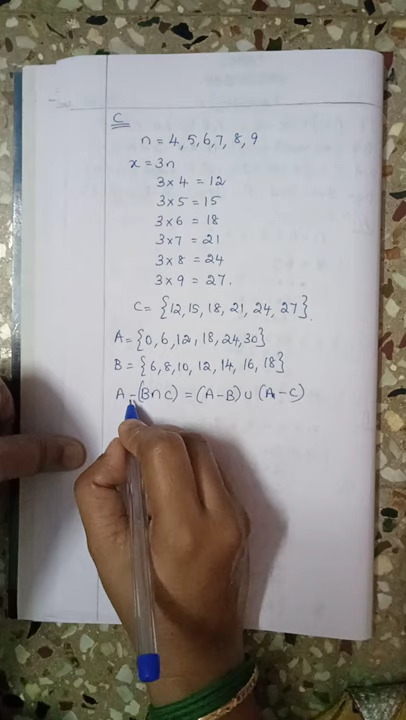 C
n = 4, 5, 6, 7, 8, 9
x = 3n
3 x 4 = 12
3 x 5 = 15
3 x 6 = 18
3 x 7 = 21
3 x 8 = 24
3 x 9 = 27.
C = {12, 15, 18, 21, 24, 27}.
A = {0, 6, 12, 18, 24, 30}
B = {6, 8, 10, 12, 14, 16, 18}
A - (B∩C) = (A - B) ∪ (A - C)